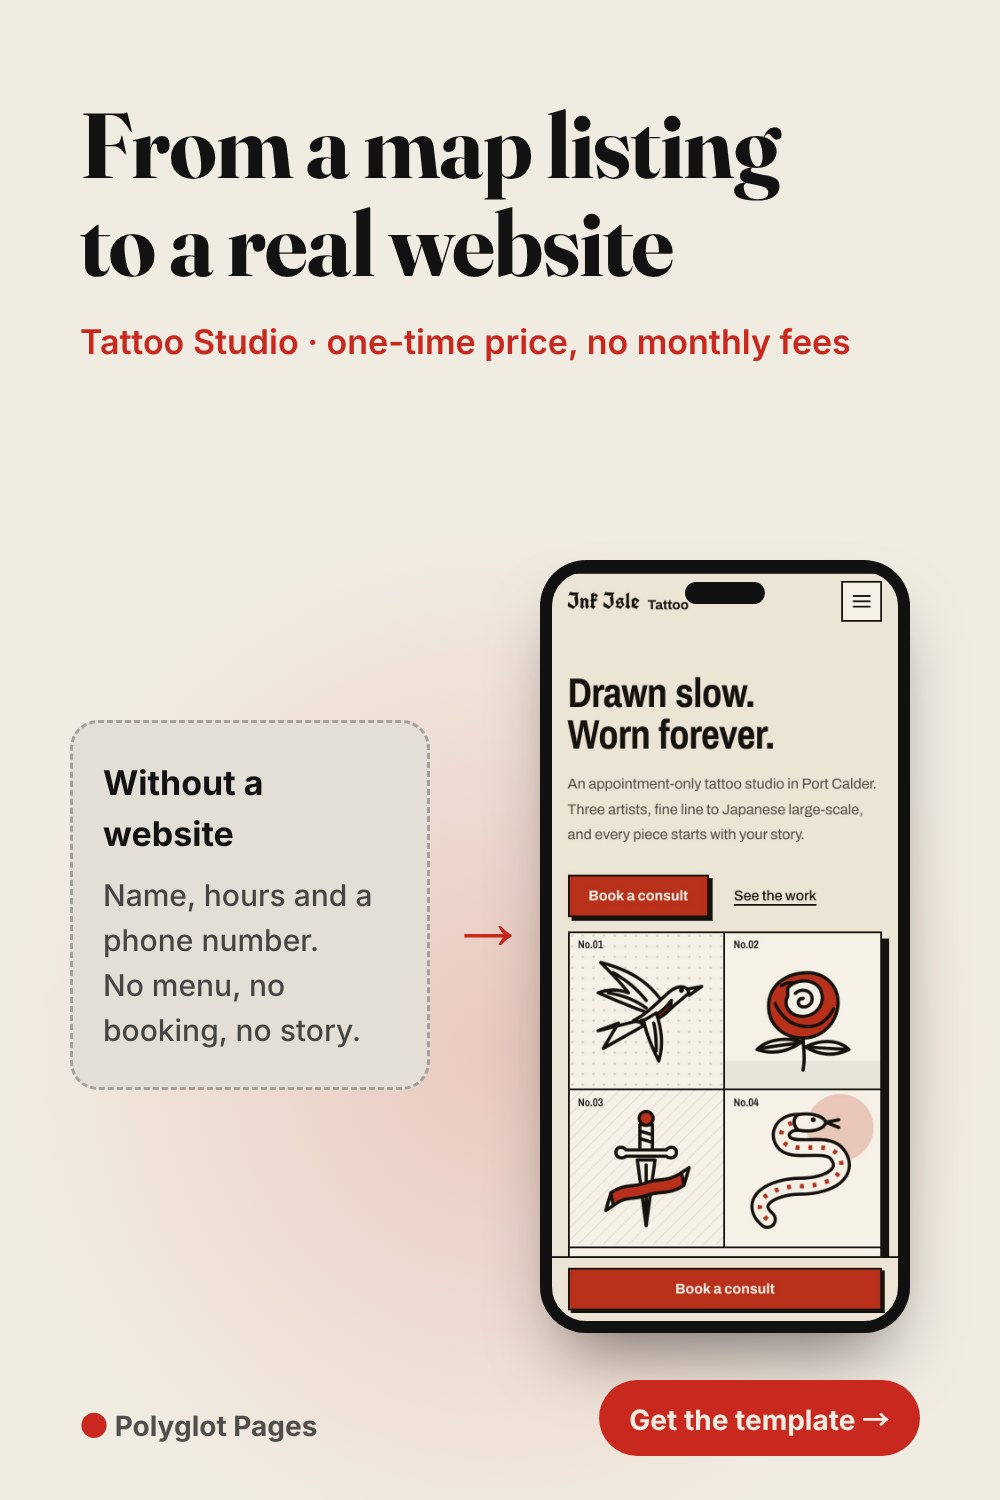 From a map listing
to a real website
Tattoo Studio · one-time price, no monthly fees
Without a
website
Name, hours and a
phone number.
No menu, no
booking, no story.
→
Ink Isle Tattoo
Drawn slow.
Worn forever.
An appointment-only tattoo studio in Port Calder.
Three artists, fine line to Japanese large-scale,
and every piece starts with your story.
Book a consult See the work
No.01 No.02
No.03 No.04
Book a consult
Polyglot Pages
Get the template →